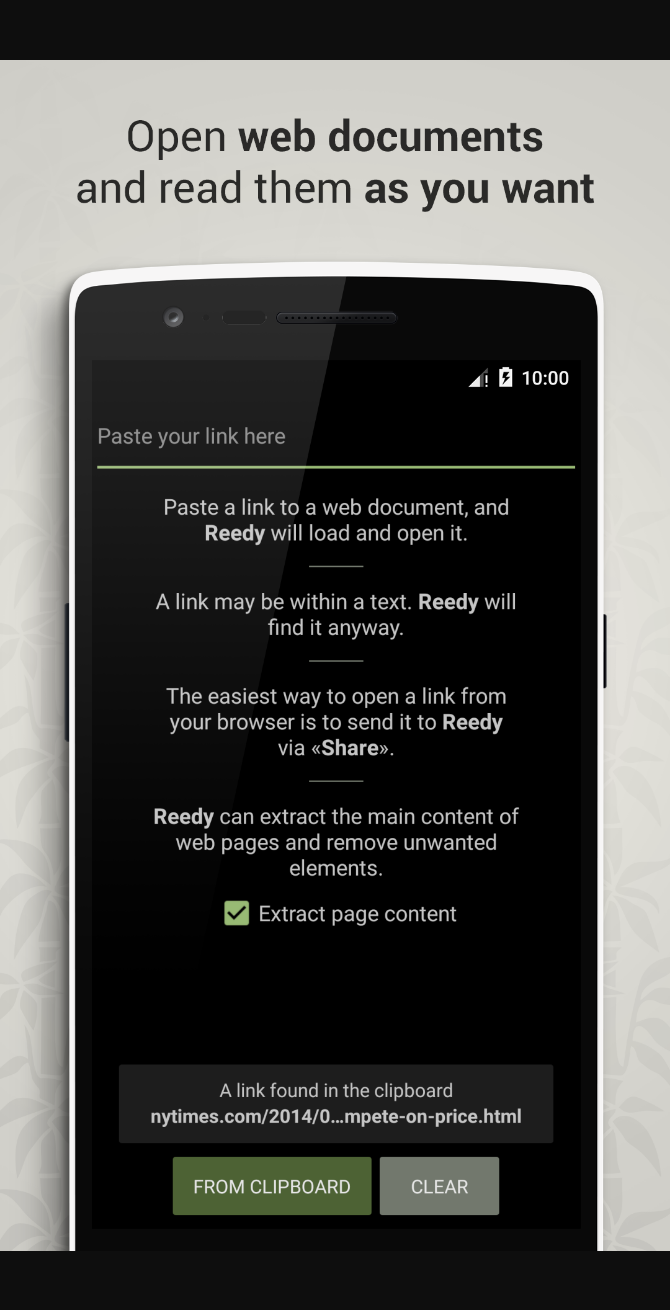 Open web documents
and read them as you want
10:00
Paste your link here
Paste a link to a web document, and
Reedy will load and open it.
A link may be within a text. Reedy will
find it anyway.
The easiest way to open a link from
your browser is to send it to Reedy
via «Share».
Reedy can extract the main content of
web pages and remove unwanted
elements.
Extract page content
A link found in the clipboard
nytimes.com/2014/0…mpete-on-price.html
FROM CLIPBOARD
CLEAR